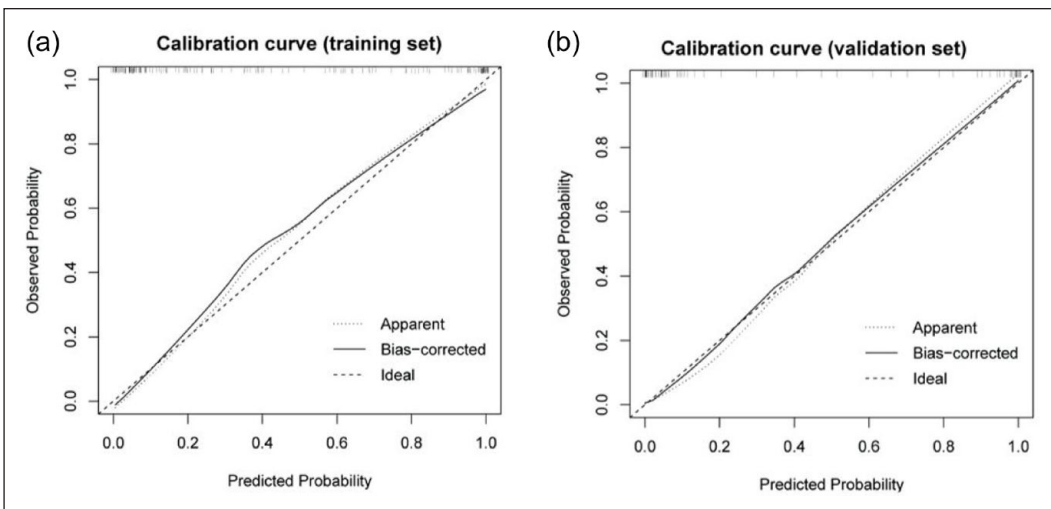 (a)
Calibration curve (training set)
1.0
0.8
0.6
0.4
0.2
0.0
Observed Probability
Apparent
Bias−corrected
Ideal
0.0 0.2 0.4 0.6 0.8 1.0
Predicted Probability
(b)
Calibration curve (validation set)
1.0
0.8
0.6
0.4
0.2
0.0
Observed Probability
Apparent
Bias−corrected
Ideal
0.0 0.2 0.4 0.6 0.8 1.0
Predicted Probability